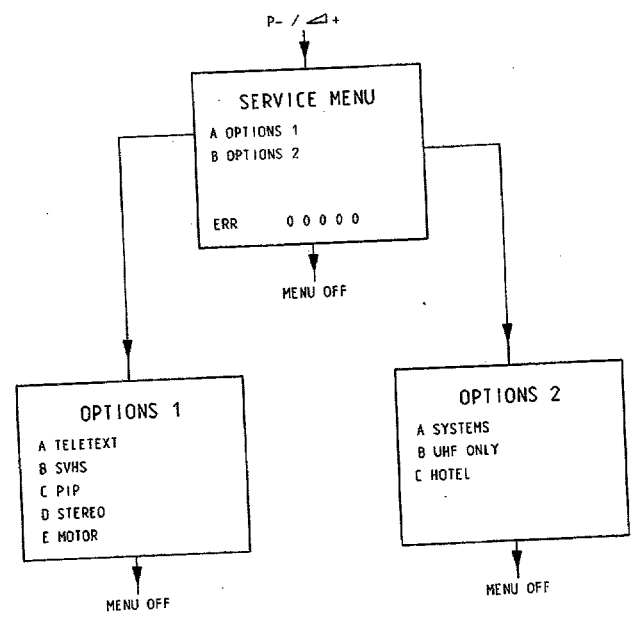 P- / ◿ +
SERVICE MENU
A OPTIONS 1
B OPTIONS 2
ERR 0 0 0 0 0
MENU OFF
OPTIONS 1
A TELETEXT
B SVHS
C PIP
D STEREO
E MOTOR
MENU OFF
OPTIONS 2
A SYSTEMS
B UHF ONLY
C HOTEL
MENU OFF